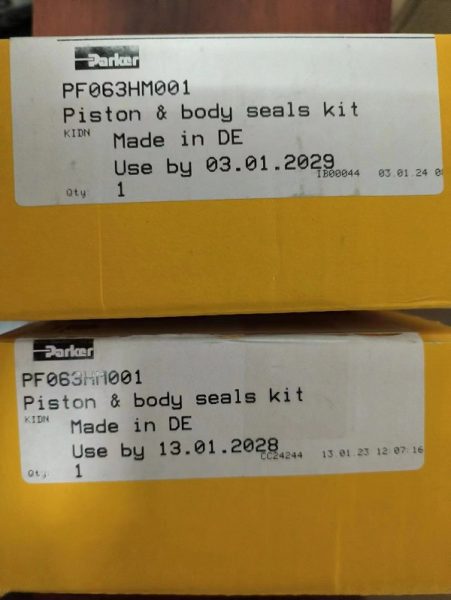 Parker
PF063HM001
Piston & body seals kit
KIDN
Made in DE
Use by 03.01.2029
IB00044 03.01.24
Qty: 1
Parker
PF063HM001
Piston & body seals kit
KIDN
Made in DE
Use by 13.01.2028
CC24244 13.01.23 12:07:16
Qty: 1